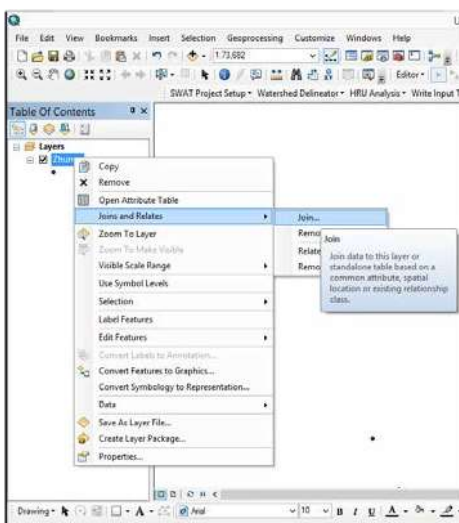 File Edit View Bookmarks Insert Selection Geoprocessing Customize Windows Help
1:73,682
Editor
SWAT Project Setup Watershed Delineator HRU Analysis Write Input T
Table Of Contents
Layers
Copy
Remove
Open Attribute Table
Joins and Relates
Join...
Remo
Relate
Remo
Join
Join data to this layer or
standalone table based on a
common attribute, spatial
location or existing relationship
class.
Zoom To Layer
Zoom To Make Visible
Visible Scale Range
Use Symbol Levels
Selection
Label Features
Edit Features
Convert Labels to Annotation...
Convert Features to Graphics...
Convert Symbology to Representation...
Data
Save As Layer File...
Create Layer Package...
Properties...
Drawing A Arial 10 B I U A